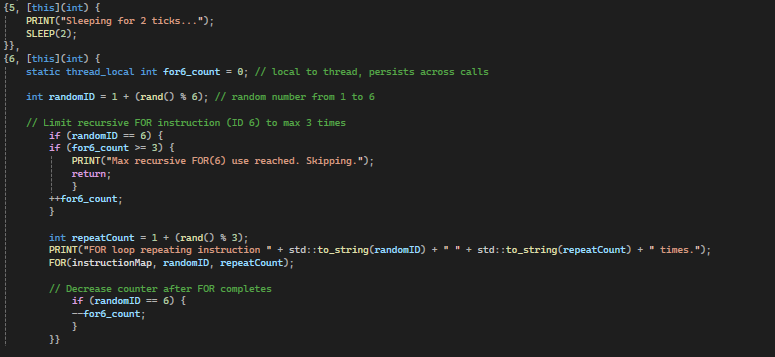 {5, [this](int) {
    PRINT("Sleeping for 2 ticks...");
    SLEEP(2);
}},
{6, [this](int) {
    static thread_local int for6_count = 0; // local to thread, persists across calls

    int randomID = 1 + (rand() % 6); // random number from 1 to 6

    // Limit recursive FOR instruction (ID 6) to max 3 times
        if (randomID == 6) {
        if (for6_count >= 3) {
            PRINT("Max recursive FOR(6) use reached. Skipping.");
            return;
            }
        ++for6_count;
        }

        int repeatCount = 1 + (rand() % 3);
        PRINT("FOR loop repeating instruction " + std::to_string(randomID) + " " + std::to_string(repeatCount) + " times.");
        FOR(instructionMap, randomID, repeatCount);

        // Decrease counter after FOR completes
            if (randomID == 6) {
            --for6_count;
            }
        }}